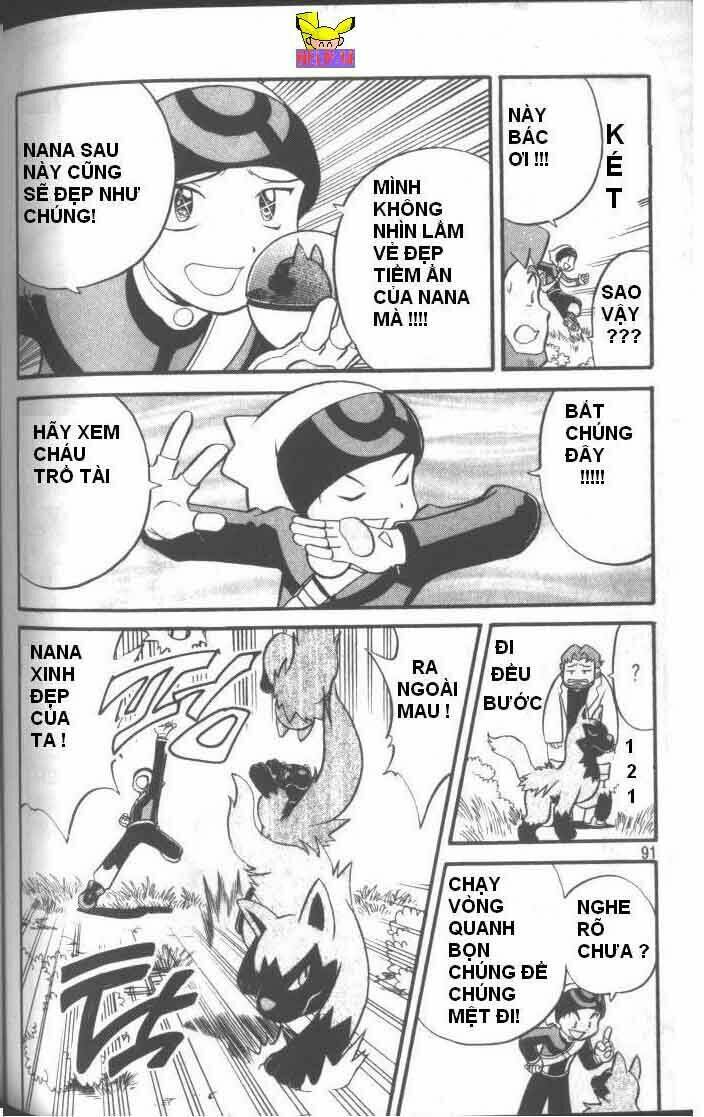 KÉT
NÀY
BÁC
ƠI !!!
SAO
VẬY
???
MÌNH
KHÔNG
NHÌN LẦM
VẺ ĐẸP
TIỀM ẨN
CỦA NANA
MÀ !!!!
NANA SAU
NÀY CŨNG
SẼ ĐẸP NHƯ
CHÚNG!
BẮT
CHÚNG
ĐÂY
!!!!!
HÃY XEM
CHÁU
TRỔ TÀI
RA
NGOÀI
MAU !
NANA
XINH
ĐẸP
CỦA
TA !
?
ĐI
ĐỀU
BƯỚC
1
2
1
91
NGHE
RÕ
CHƯA ?
CHẠY
VÒNG
QUANH
BỌN
CHÚNG ĐỂ
CHÚNG
MỆT ĐI!